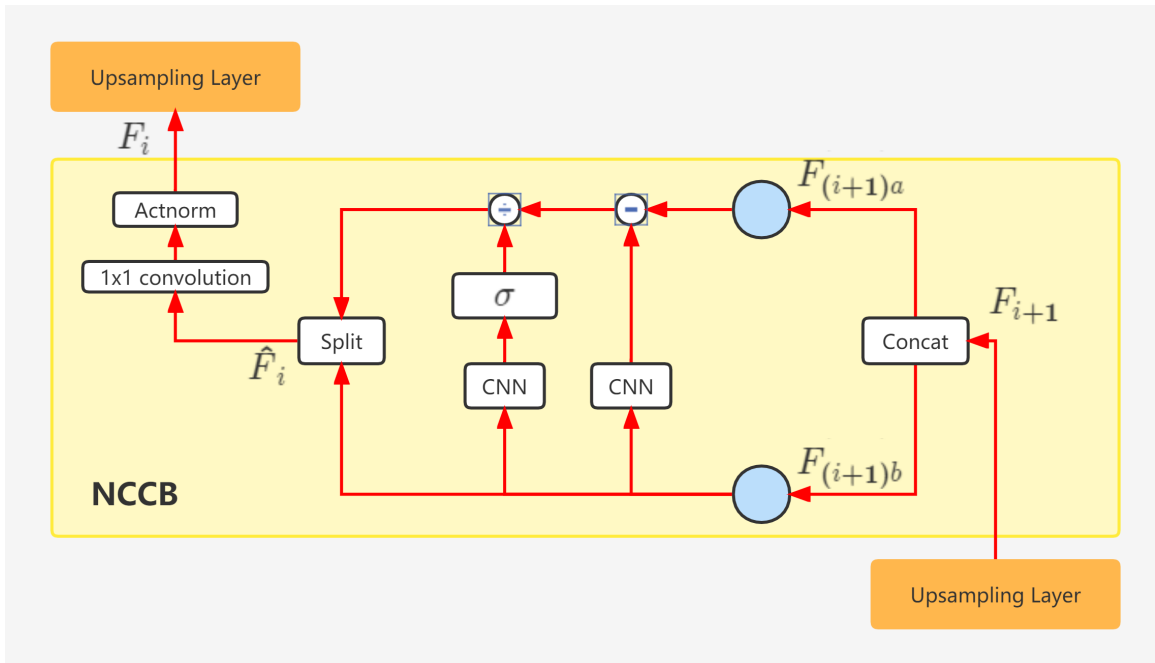 Upsampling Layer
F_i
F_{(i+1)a}
Actnorm
÷
−
1x1 convolution
σ
F_{i+1}
Split
Concat
F̂_i
CNN
CNN
F_{(i+1)b}
NCCB
Upsampling Layer